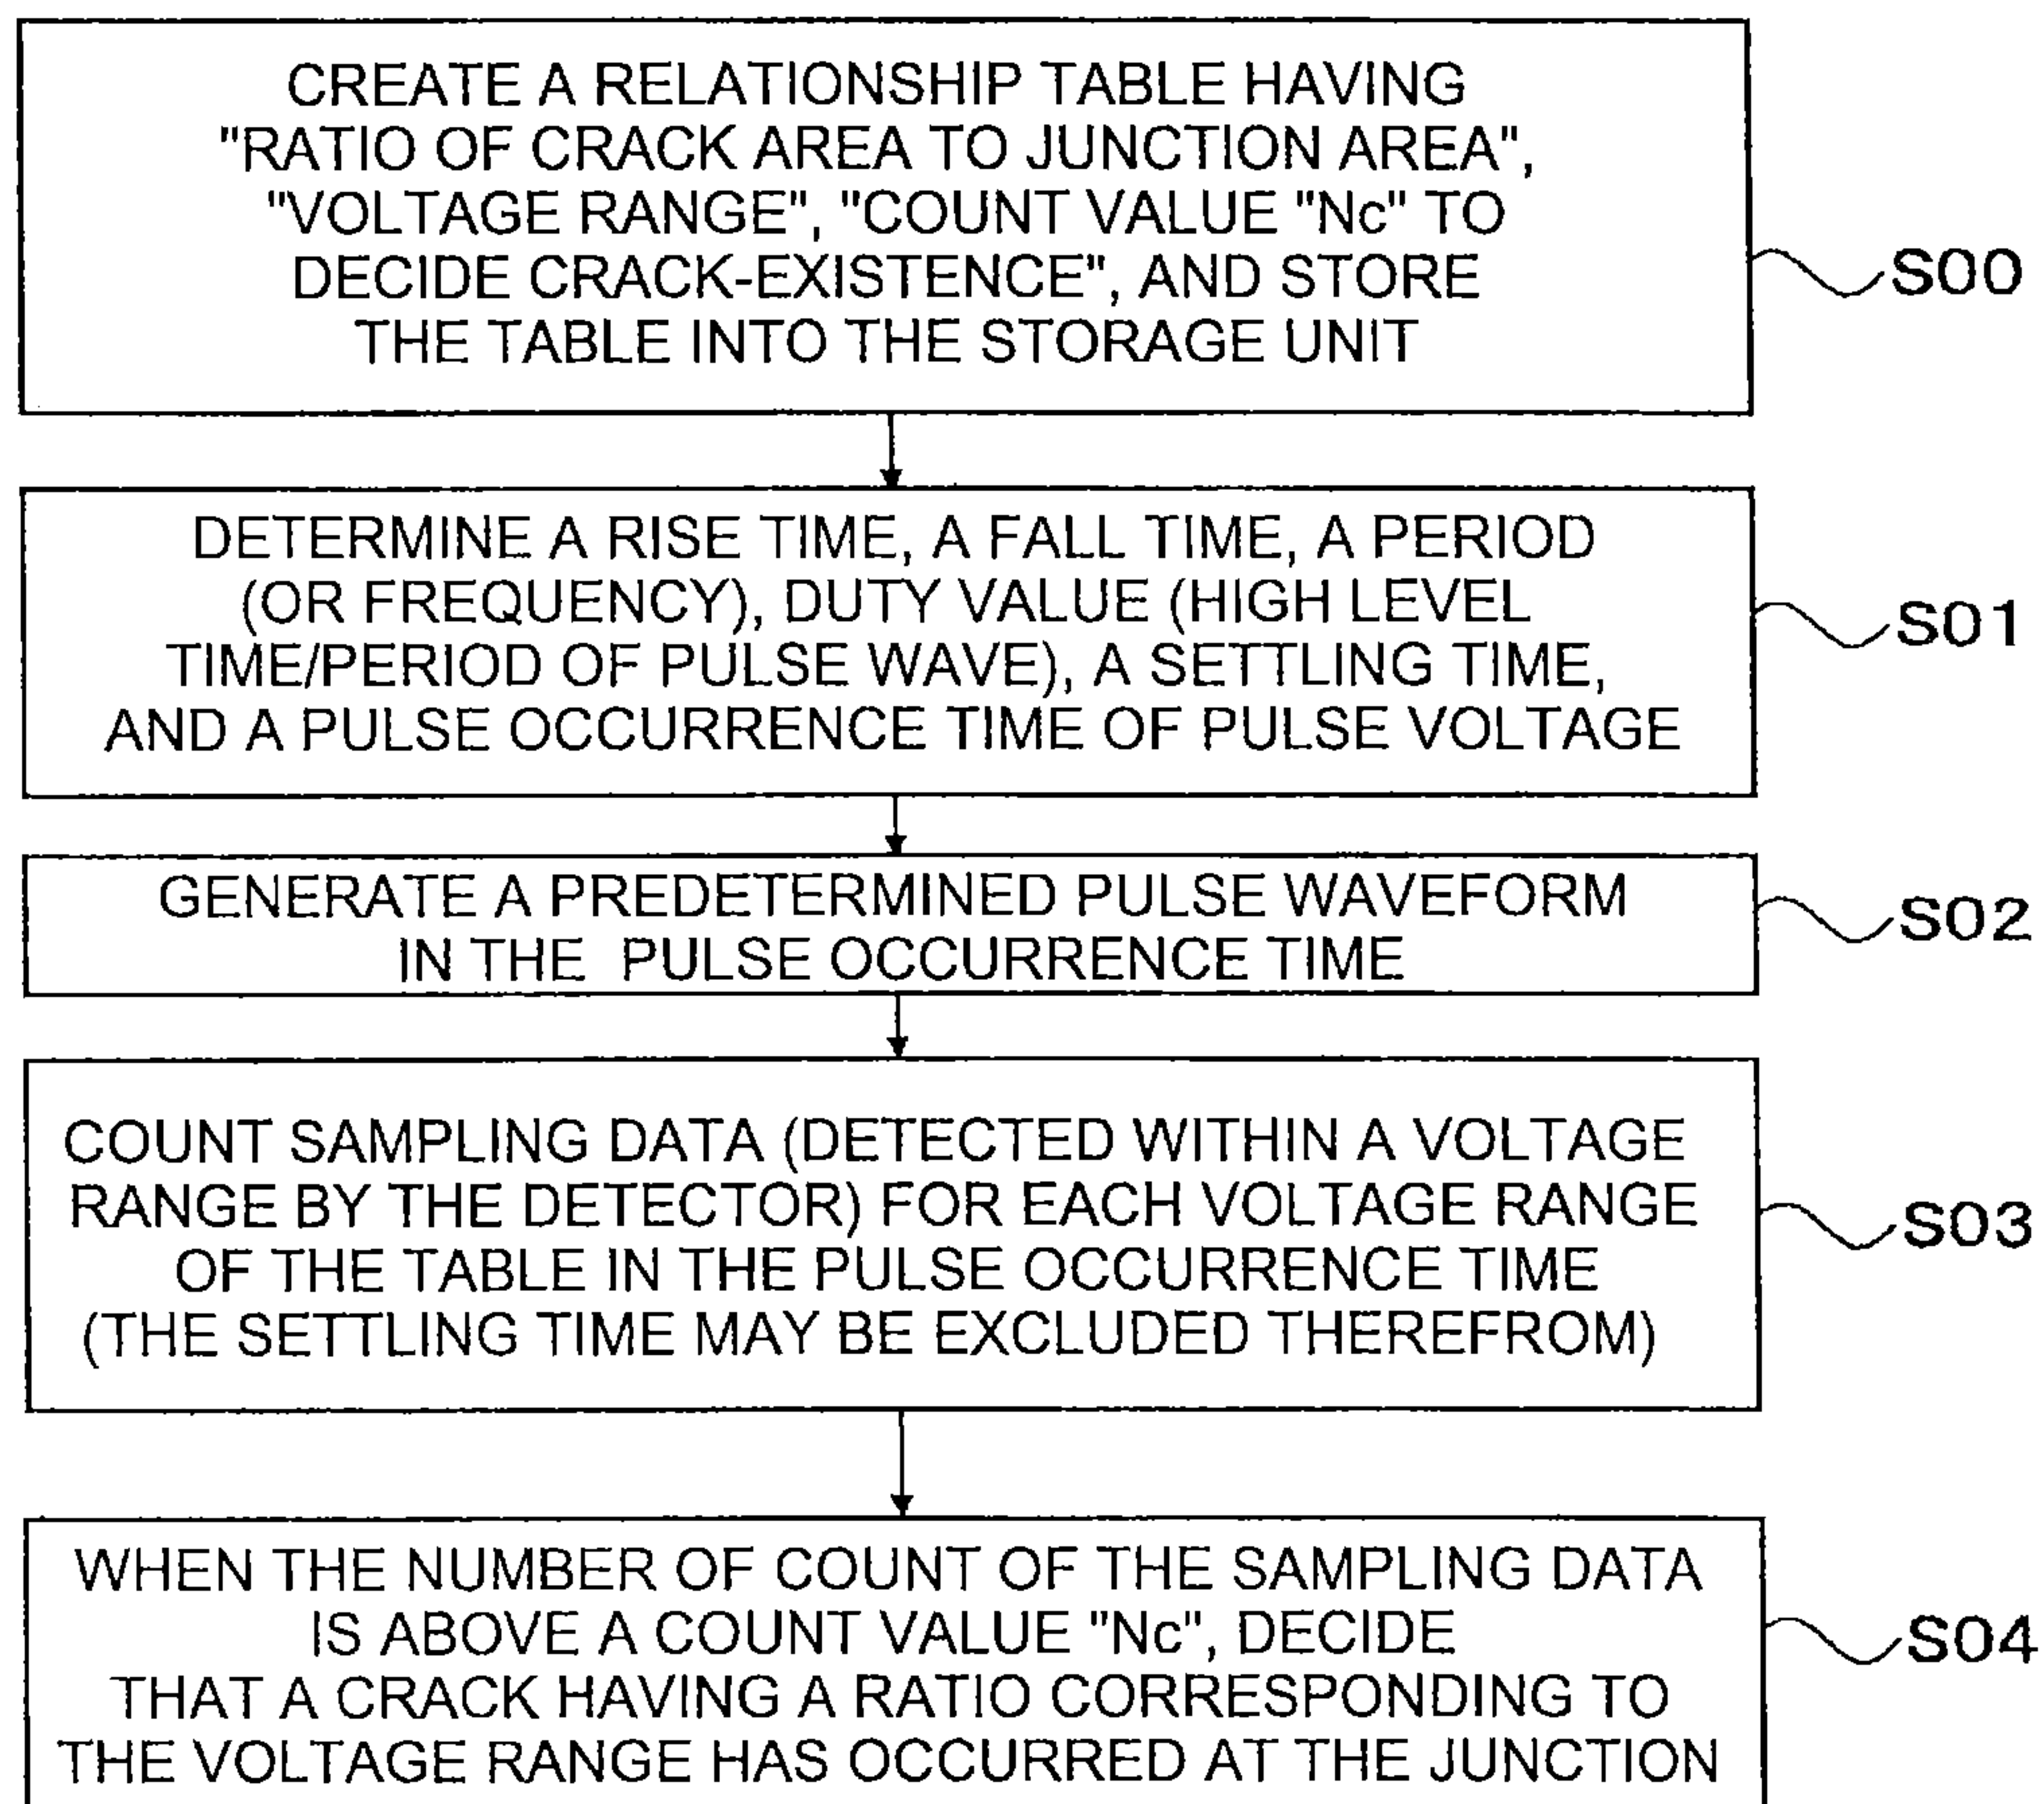 CREATE A RELATIONSHIP TABLE HAVING
"RATIO OF CRACK AREA TO JUNCTION AREA",
"VOLTAGE RANGE", "COUNT VALUE "Nc" TO
DECIDE CRACK-EXISTENCE", AND STORE
THE TABLE INTO THE STORAGE UNIT
S00
DETERMINE A RISE TIME, A FALL TIME, A PERIOD
(OR FREQUENCY), DUTY VALUE (HIGH LEVEL
TIME/PERIOD OF PULSE WAVE), A SETTLING TIME,
AND A PULSE OCCURRENCE TIME OF PULSE VOLTAGE
S01
GENERATE A PREDETERMINED PULSE WAVEFORM
IN THE PULSE OCCURRENCE TIME
S02
COUNT SAMPLING DATA (DETECTED WITHIN A VOLTAGE
RANGE BY THE DETECTOR) FOR EACH VOLTAGE RANGE
OF THE TABLE IN THE PULSE OCCURRENCE TIME
(THE SETTLING TIME MAY BE EXCLUDED THEREFROM)
S03
WHEN THE NUMBER OF COUNT OF THE SAMPLING DATA
IS ABOVE A COUNT VALUE "Nc", DECIDE
THAT A CRACK HAVING A RATIO CORRESPONDING TO
THE VOLTAGE RANGE HAS OCCURRED AT THE JUNCTION
S04